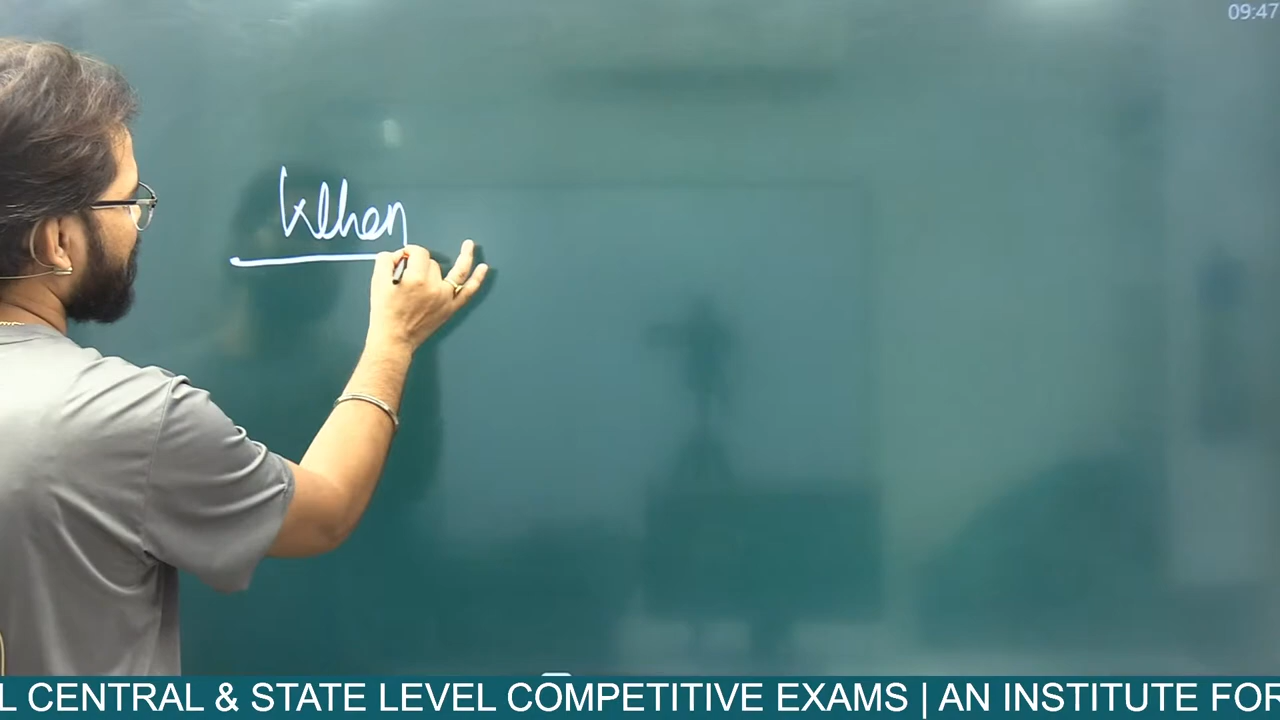 09:47
When
L CENTRAL & STATE LEVEL COMPETITIVE EXAMS | AN INSTITUTE FOR